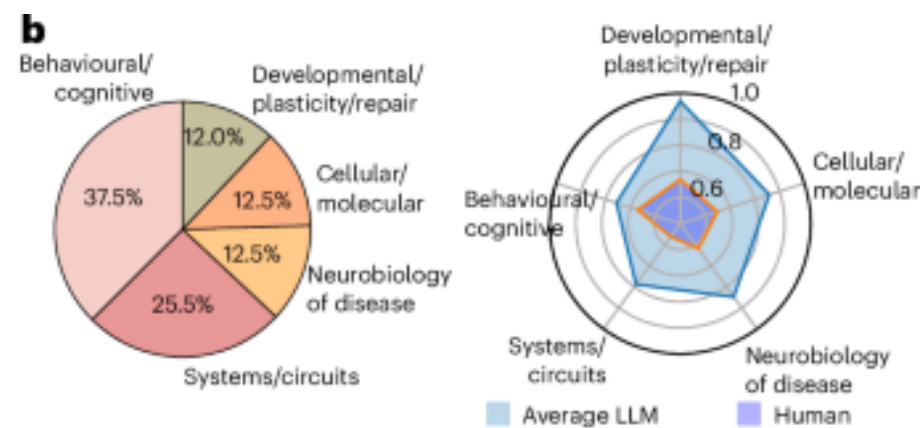 b
Behavioural/
cognitive
Developmental/
plasticity/repair
12.0%
37.5%
Cellular/
molecular
12.5%
12.5%
Neurobiology
of disease
25.5%
Systems/circuits
Developmental/
plasticity/repair
1.0
0.8
Cellular/
molecular
0.6
Behavioural/
cognitive
Systems/
circuits
Neurobiology
of disease
Average LLM
Human